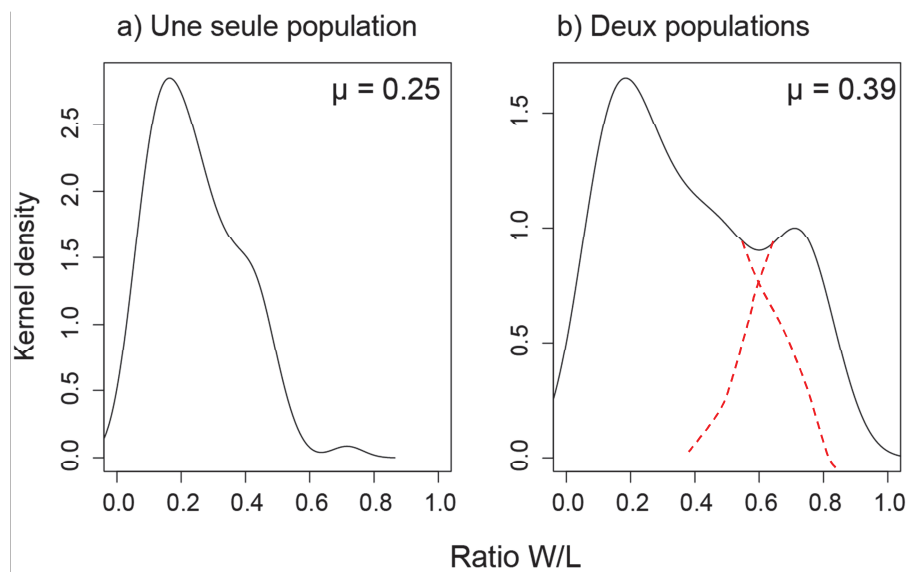 a) Une seule population
b) Deux populations
μ = 0.25
μ = 0.39
Kernel density
2.5
2.0
1.5
1.0
0.5
0.0
0.0 0.2 0.4 0.6 0.8 1.0
1.5
1.0
0.5
0.0
0.0 0.2 0.4 0.6 0.8 1.0
Ratio W/L